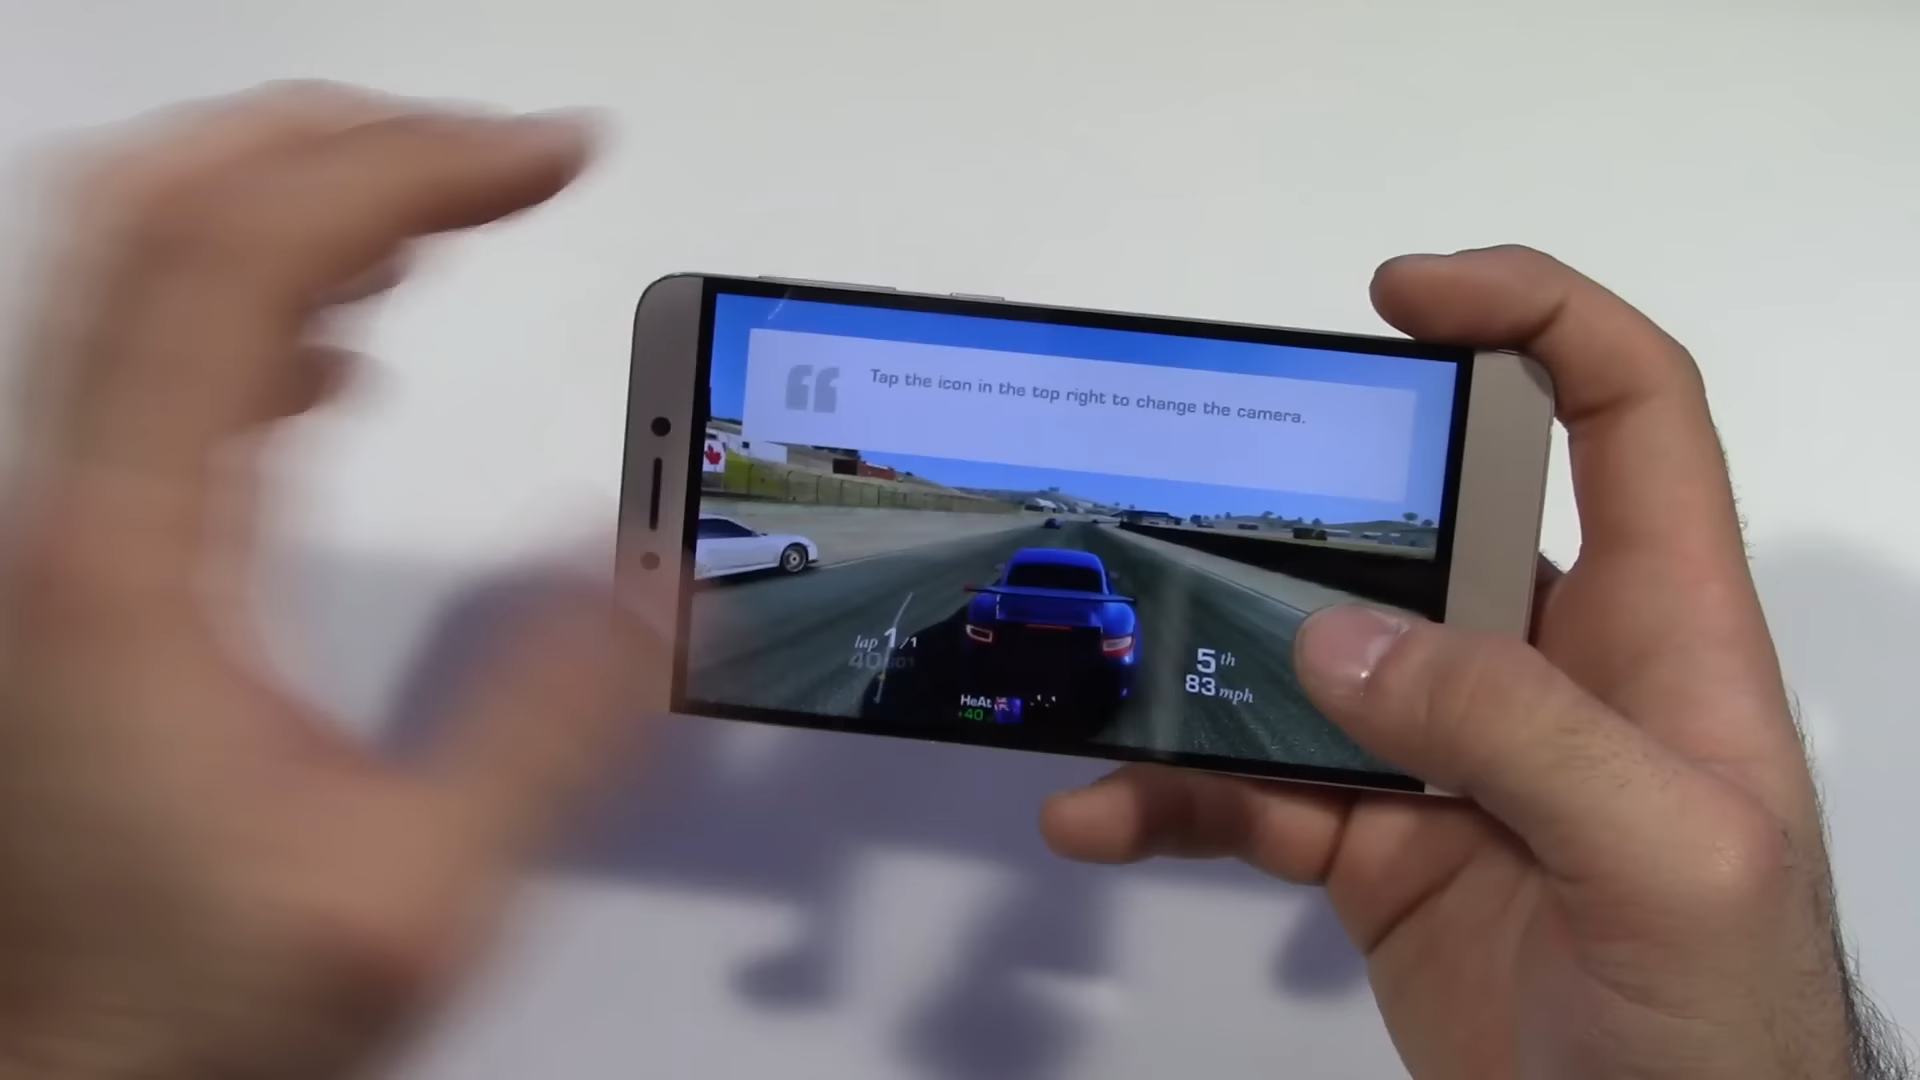 Tap the icon in the top right to change the camera.
lap 1/1
5th
83 mph
HeAt
+40